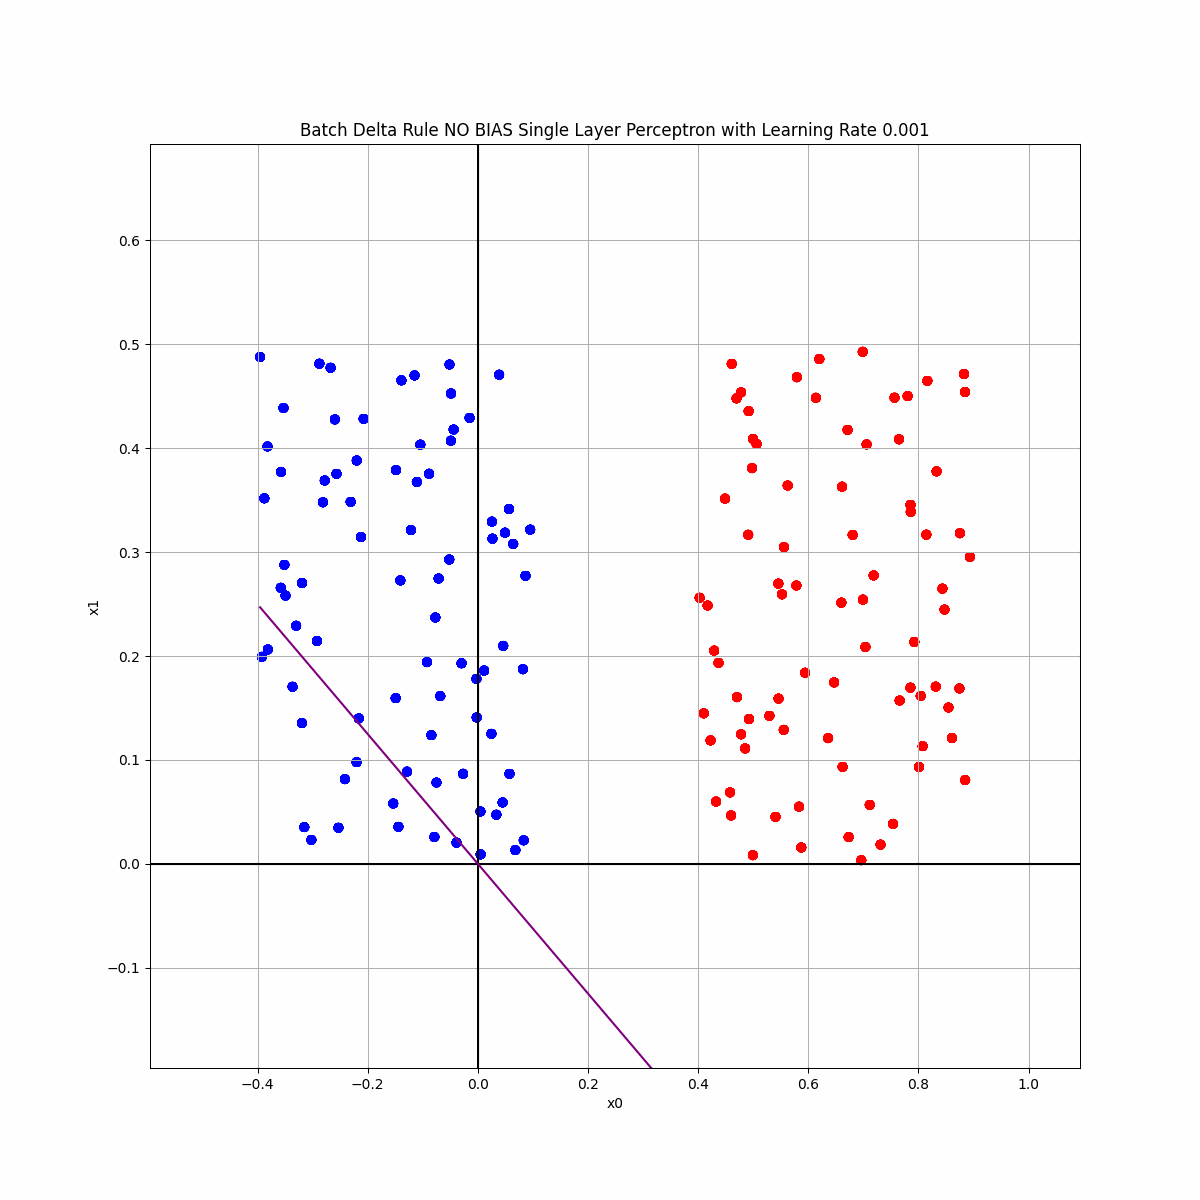 Batch Delta Rule NO BIAS Single Layer Perceptron with Learning Rate 0.001
0.6
0.5
0.4
0.3
0.2
0.1
0.0
−0.1
x1
−0.4 −0.2 0.0 0.2 0.4 0.6 0.8 1.0
x0